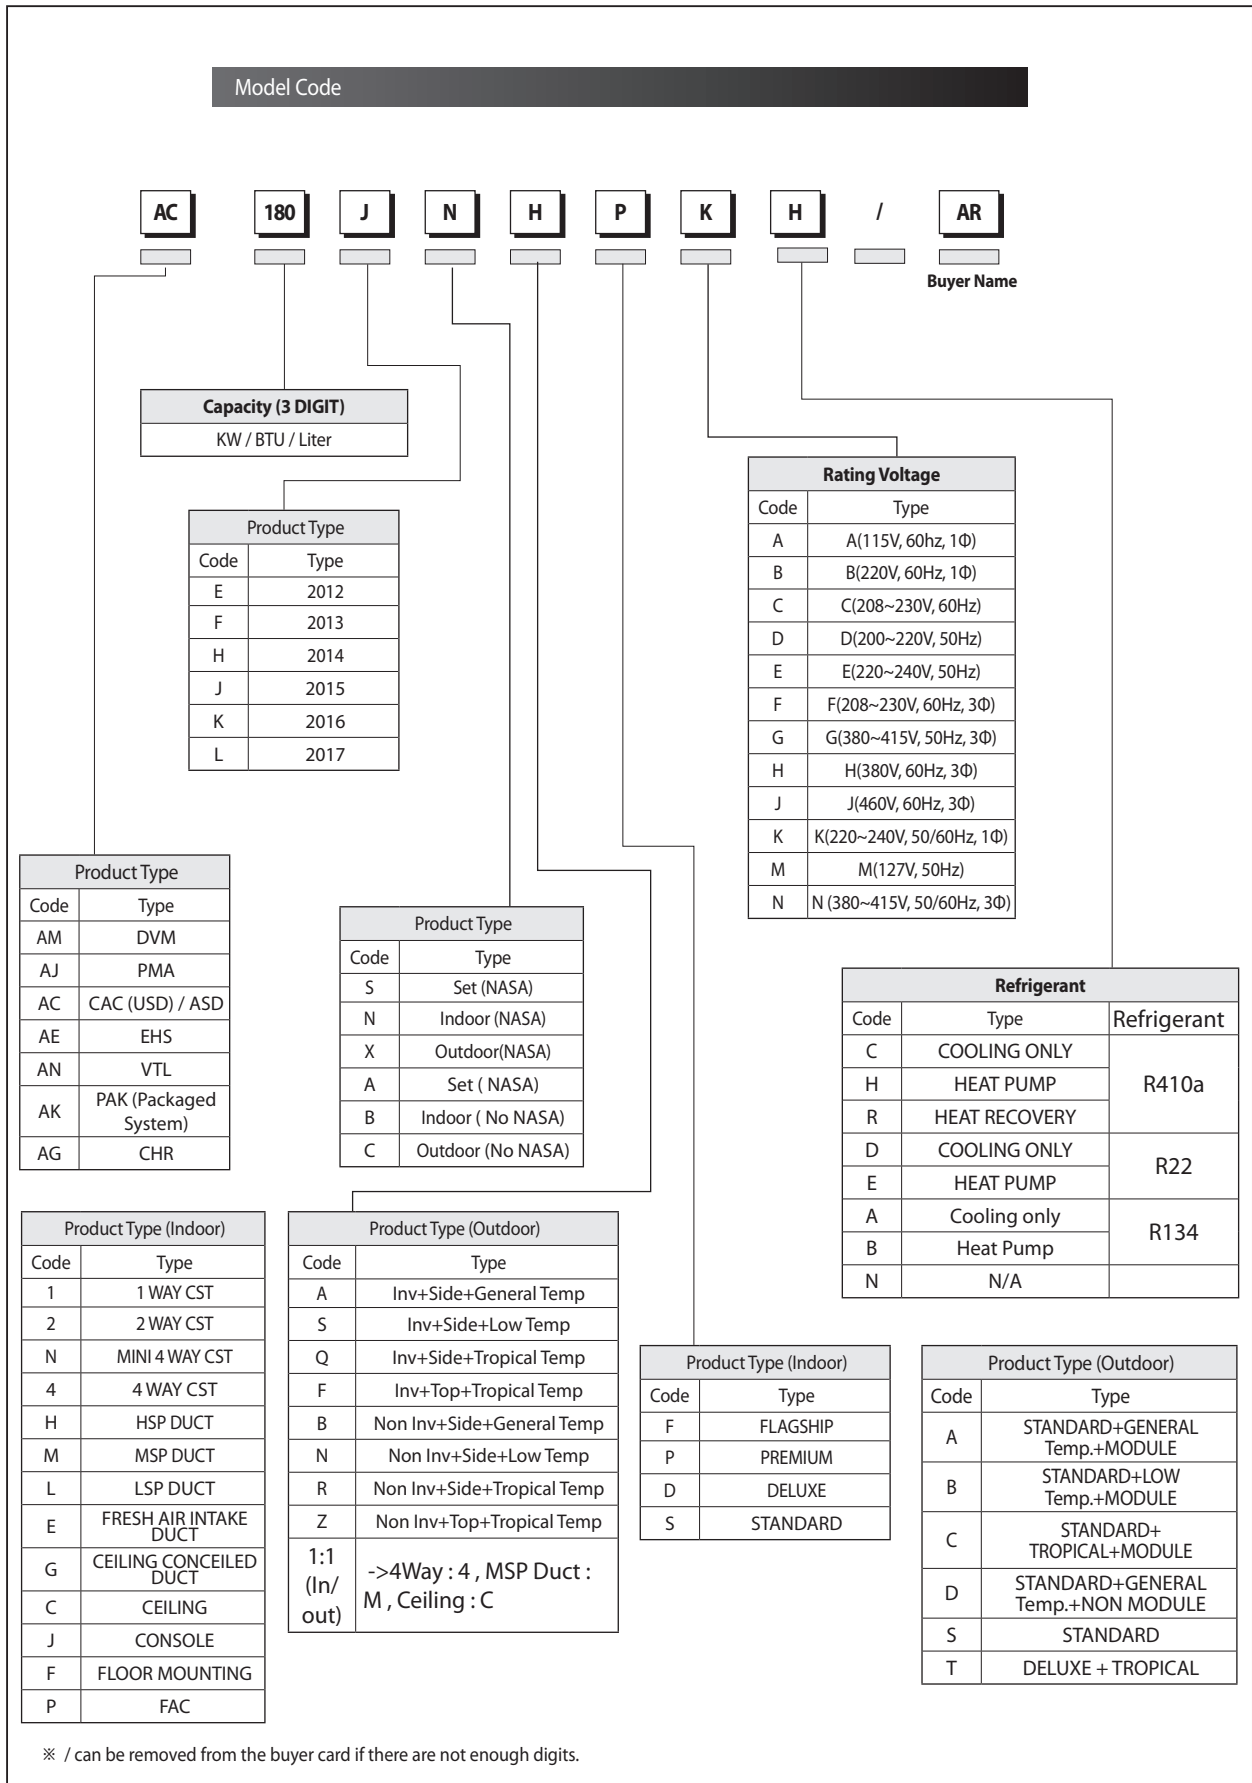 Model Code
AC 180 J N H P K H / AR
Buyer Name
Capacity (3 DIGIT)
KW / BTU / Liter
Product Type
Code Type
E 2012
F 2013
H 2014
J 2015
K 2016
L 2017
Rating Voltage
Code Type
A A(115V, 60hz, 1Φ)
B B(220V, 60Hz, 1Φ)
C C(208~230V, 60Hz)
D D(200~220V, 50Hz)
E E(220~240V, 50Hz)
F F(208~230V, 60Hz, 3Φ)
G G(380~415V, 50Hz, 3Φ)
H H(380V, 60Hz, 3Φ)
J J(460V, 60Hz, 3Φ)
K K(220~240V, 50/60Hz, 1Φ)
M M(127V, 50Hz)
N N (380~415V, 50/60Hz, 3Φ)
Product Type
Code Type
AM DVM
AJ PMA
AC CAC (USD) / ASD
AE EHS
AN VTL
AK PAK (Packaged
System)
AG CHR
Product Type
Code Type
S Set (NASA)
N Indoor (NASA)
X Outdoor(NASA)
A Set ( NASA)
B Indoor ( No NASA)
C Outdoor (No NASA)
Refrigerant
Code Type Refrigerant
C COOLING ONLY
H HEAT PUMP R410a
R HEAT RECOVERY
D COOLING ONLY
R22
E HEAT PUMP
A Cooling only
R134
B Heat Pump
N N/A
Product Type (Indoor)
Code Type
1 1 WAY CST
2 2 WAY CST
N MINI 4 WAY CST
4 4 WAY CST
H HSP DUCT
M MSP DUCT
L LSP DUCT
E FRESH AIR INTAKE
DUCT
G CEILING CONCEILED
DUCT
C CEILING
J CONSOLE
F FLOOR MOUNTING
P FAC
Product Type (Outdoor)
Code Type
A Inv+Side+General Temp
S Inv+Side+Low Temp
Q Inv+Side+Tropical Temp
F Inv+Top+Tropical Temp
B Non Inv+Side+General Temp
N Non Inv+Side+Low Temp
R Non Inv+Side+Tropical Temp
Z Non Inv+Top+Tropical Temp
1:1
(In/
out)
->4Way : 4 , MSP Duct :
M , Ceiling : C
Product Type (Indoor)
Code Type
F FLAGSHIP
P PREMIUM
D DELUXE
S STANDARD
Product Type (Outdoor)
Code Type
A STANDARD+GENERAL
Temp.+MODULE
B STANDARD+LOW
Temp.+MODULE
C STANDARD+
TROPICAL+MODULE
D STANDARD+GENERAL
Temp.+NON MODULE
S STANDARD
T DELUXE + TROPICAL
※ / can be removed from the buyer card if there are not enough digits.